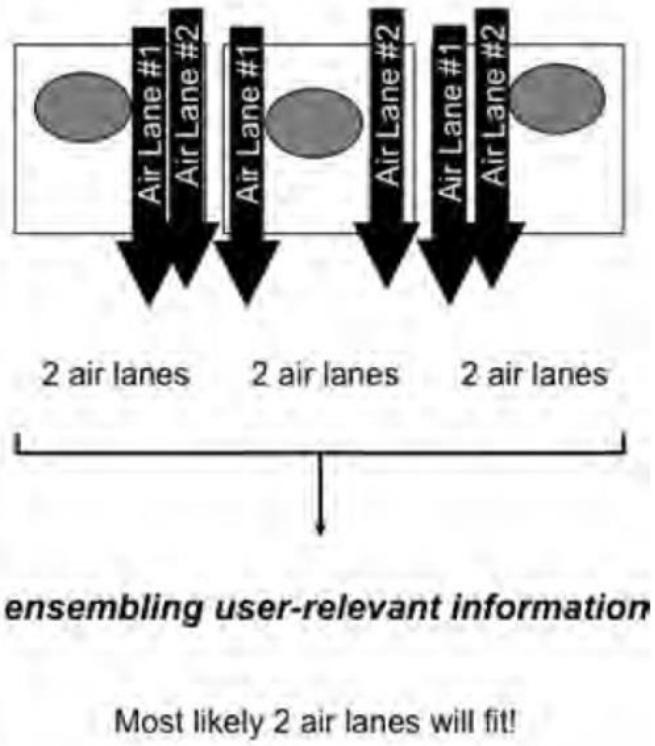 Air Lane #1
Air Lane #2
Air Lane #1
Air Lane #2
Air Lane #1
Air Lane #2
2 air lanes 2 air lanes 2 air lanes
ensembling user-relevant information
Most likely 2 air lanes will fit!